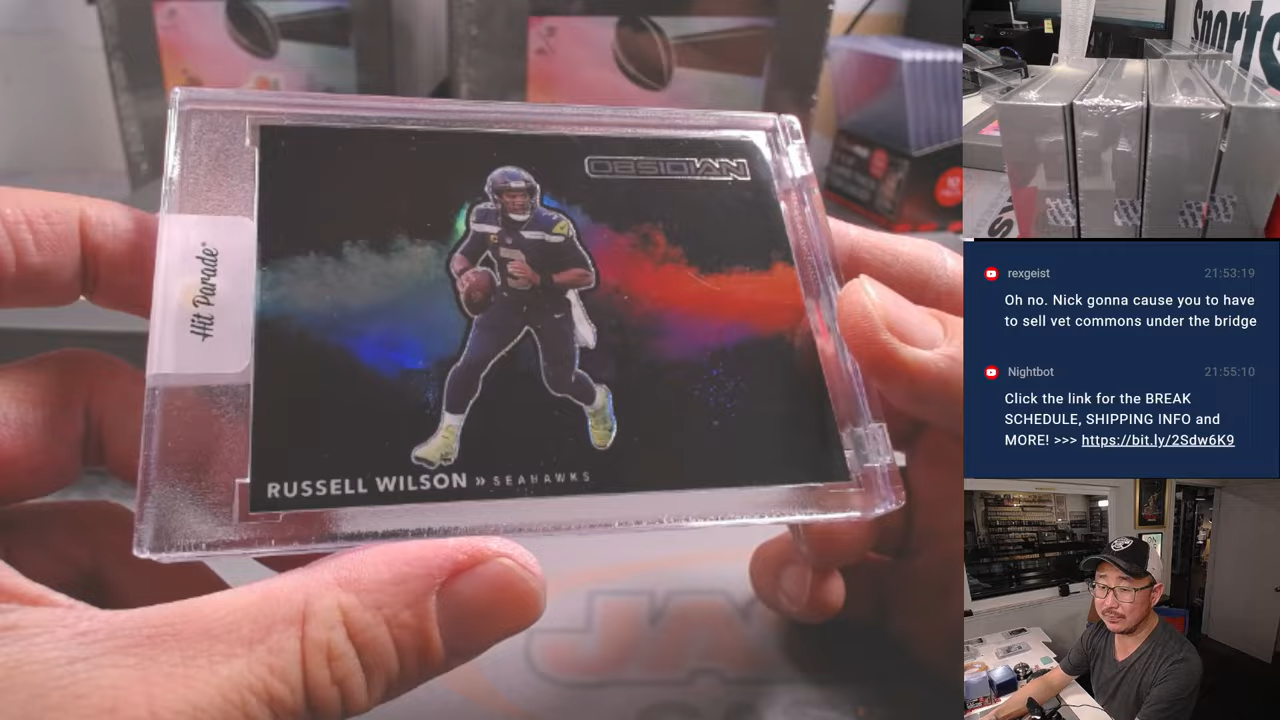 OBSIDIAN
Hit Parade
RUSSELL WILSON » SEAHAWKS
Sports
rexgeist 21:53:19
Oh no. Nick gonna cause you to have
to sell vet commons under the bridge
Nightbot 21:55:10
Click the link for the BREAK
SCHEDULE, SHIPPING INFO and
MORE! >>> https://bit.ly/2Sdw6K9